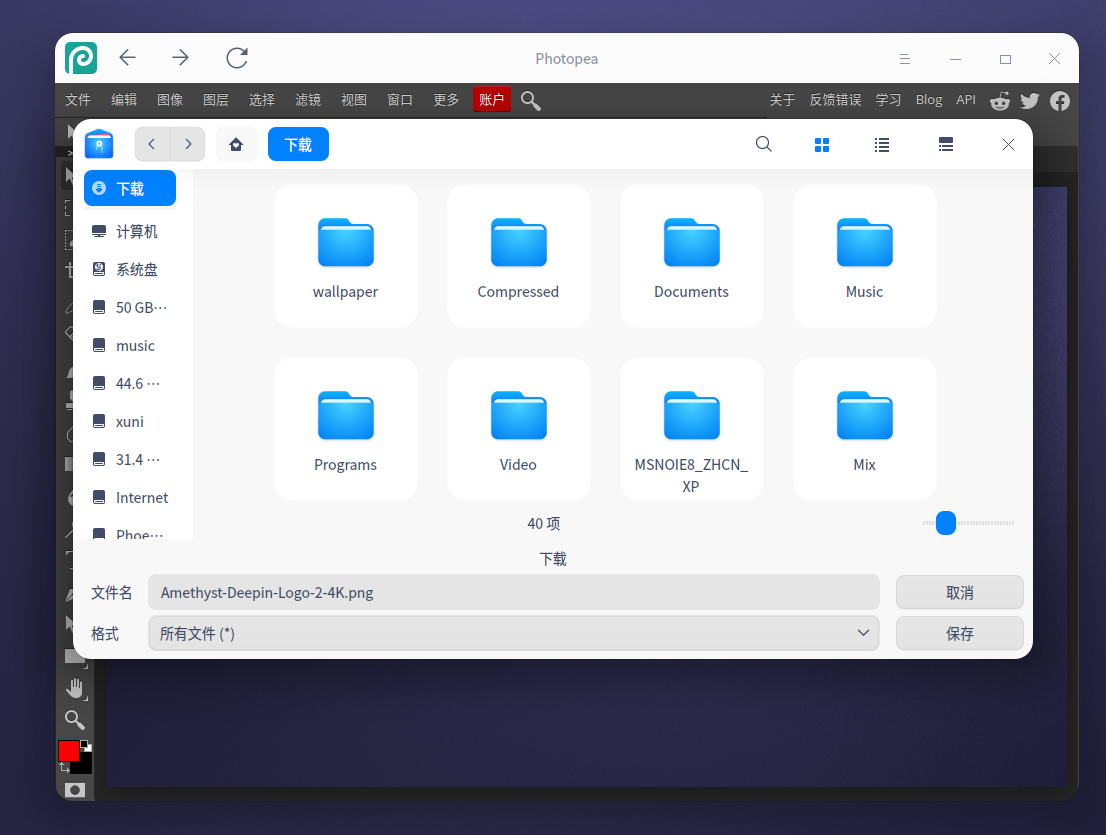 Photopea
文件 编辑 图像 图层 选择 滤镜 视图 窗口 更多 账户 关于 反馈错误 学习 Blog API
下载
下载
计算机
系统盘
50 GB···
music
44.6 ···
xuni
31.4 ···
Internet
Phoe···
wallpaper Compressed Documents Music
Programs Video MSNOIE8_ZHCN_ Mix
XP
40 项
下载
文件名 Amethyst-Deepin-Logo-2-4K.png 取消
格式 所有文件 (*) 保存